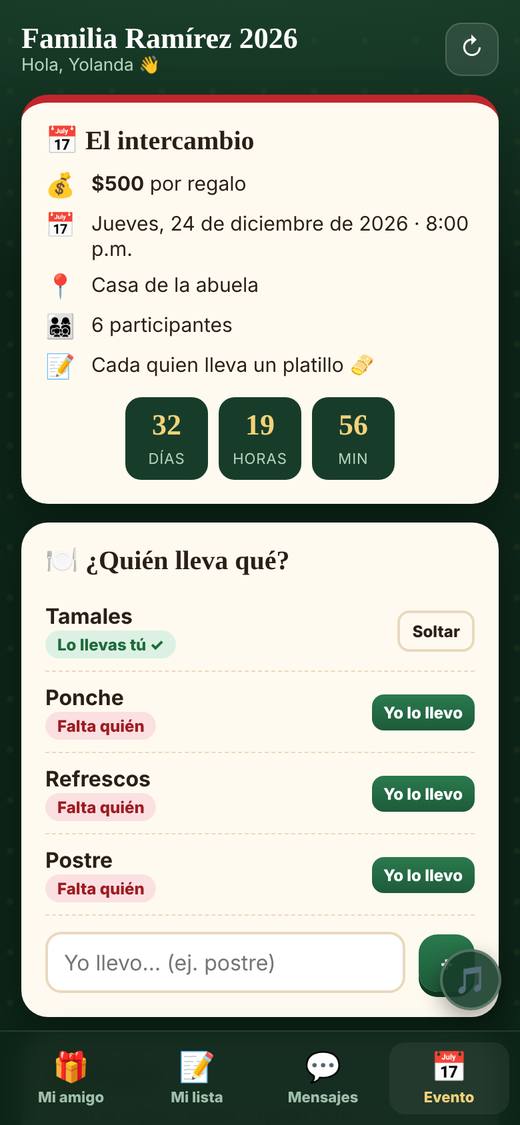 Familia Ramírez 2026
Hola, Yolanda 👋
📅 El intercambio
💰 $500 por regalo
📅 Jueves, 24 de diciembre de 2026 · 8:00
p.m.
📍 Casa de la abuela
👨‍👩‍👧‍👦 6 participantes
📝 Cada quien lleva un platillo 🫔
32 19 56
DÍAS HORAS MIN
🍽️ ¿Quién lleva qué?
Tamales
Lo llevas tú ✓
Soltar
Ponche
Falta quién
Yo lo llevo
Refrescos
Falta quién
Yo lo llevo
Postre
Falta quién
Yo lo llevo
Yo llevo... (ej. postre)
Mi amigo Mi lista Mensajes Evento